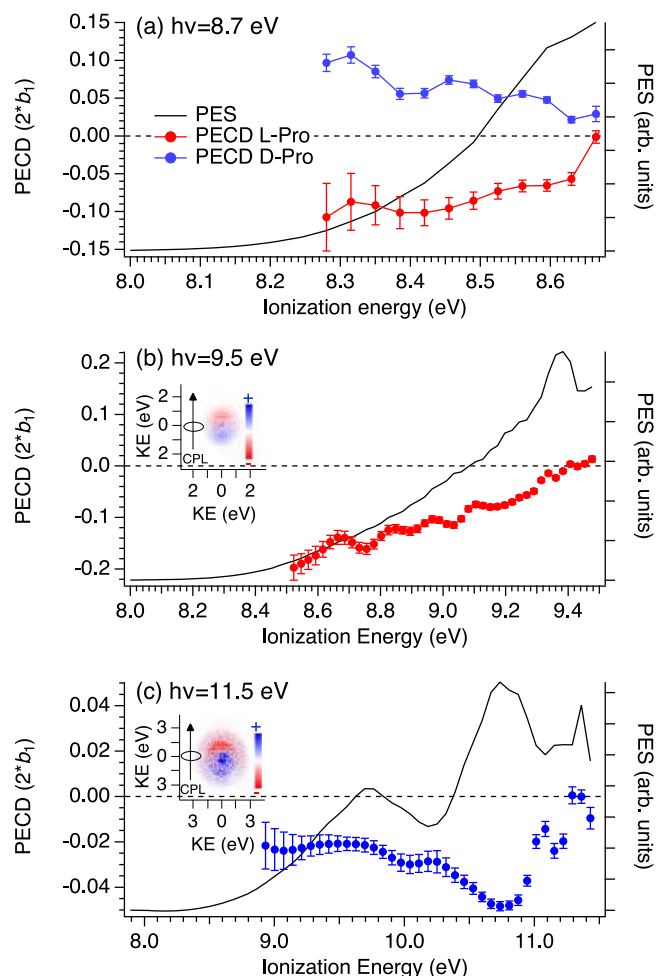 (a) hν=8.7 eV
0.15
0.10
0.05
0.00
-0.05
-0.10
-0.15
PECD (2*b₁)
PES
PECD L-Pro
PECD D-Pro
PES (arb. units)
8.0 8.1 8.2 8.3 8.4 8.5 8.6
Ionization energy (eV)
(b) hν=9.5 eV
0.2
0.1
0.0
-0.1
-0.2
PECD (2*b₁)
KE (eV)
2
0
2
CPL
+
-
2 0 2
KE (eV)
PES (arb. units)
8.0 8.2 8.4 8.6 8.8 9.0 9.2 9.4
Ionization Energy (eV)
(c) hν=11.5 eV
0.04
0.02
0.00
-0.02
-0.04
PECD (2*b₁)
KE (eV)
3
0
3
CPL
+
-
3 0 3
KE (eV)
PES (arb. units)
8.0 9.0 10.0 11.0
Ionization Energy (eV)